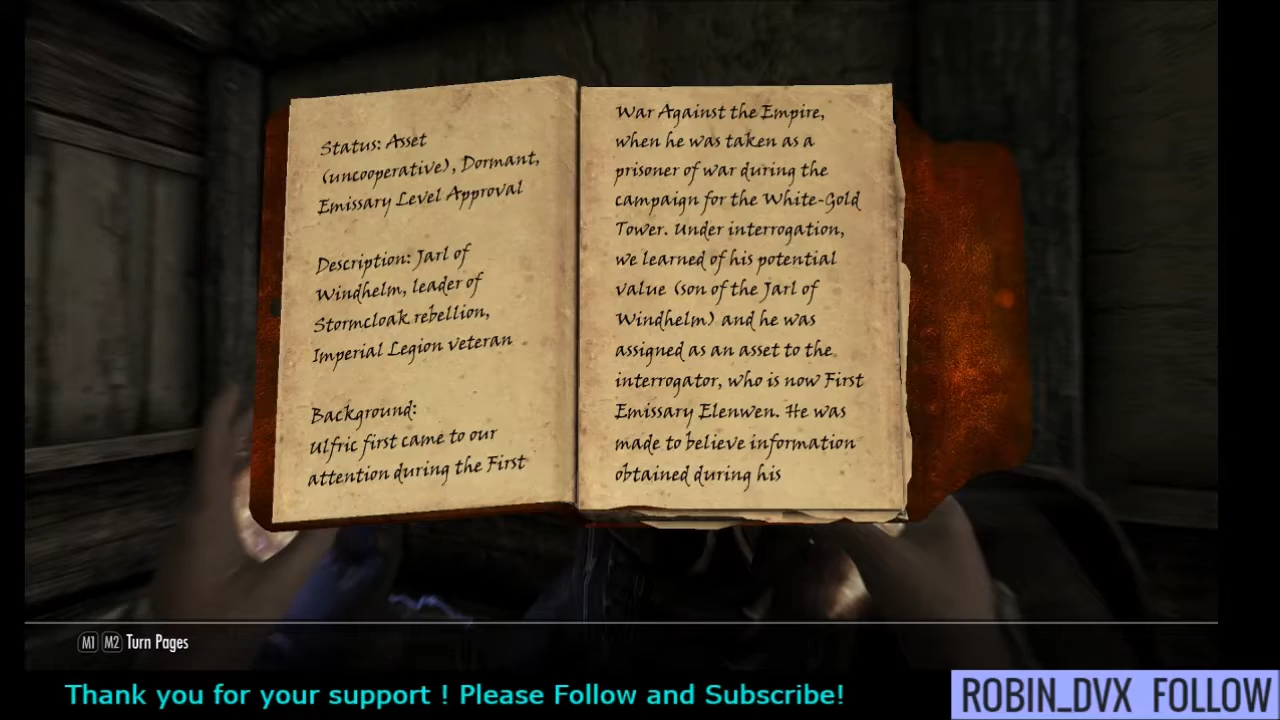 Status: Asset
(uncooperative), Dormant,
Emissary Level Approval
Description: Jarl of
Windhelm, leader of
Stormcloak rebellion,
Imperial Legion veteran
Background:
Ulfric first came to our
attention during the First
War Against the Empire,
when he was taken as a
prisoner of war during the
campaign for the White-Gold
Tower. Under interrogation,
we learned of his potential
value (son of the Jarl of
Windhelm) and he was
assigned as an asset to the
interrogator, who is now First
Emissary Elenwen. He was
made to believe information
obtained during his
M1 M2 Turn Pages
Thank you for your support ! Please Follow and Subscribe!
ROBIN_DVX FOLLOW